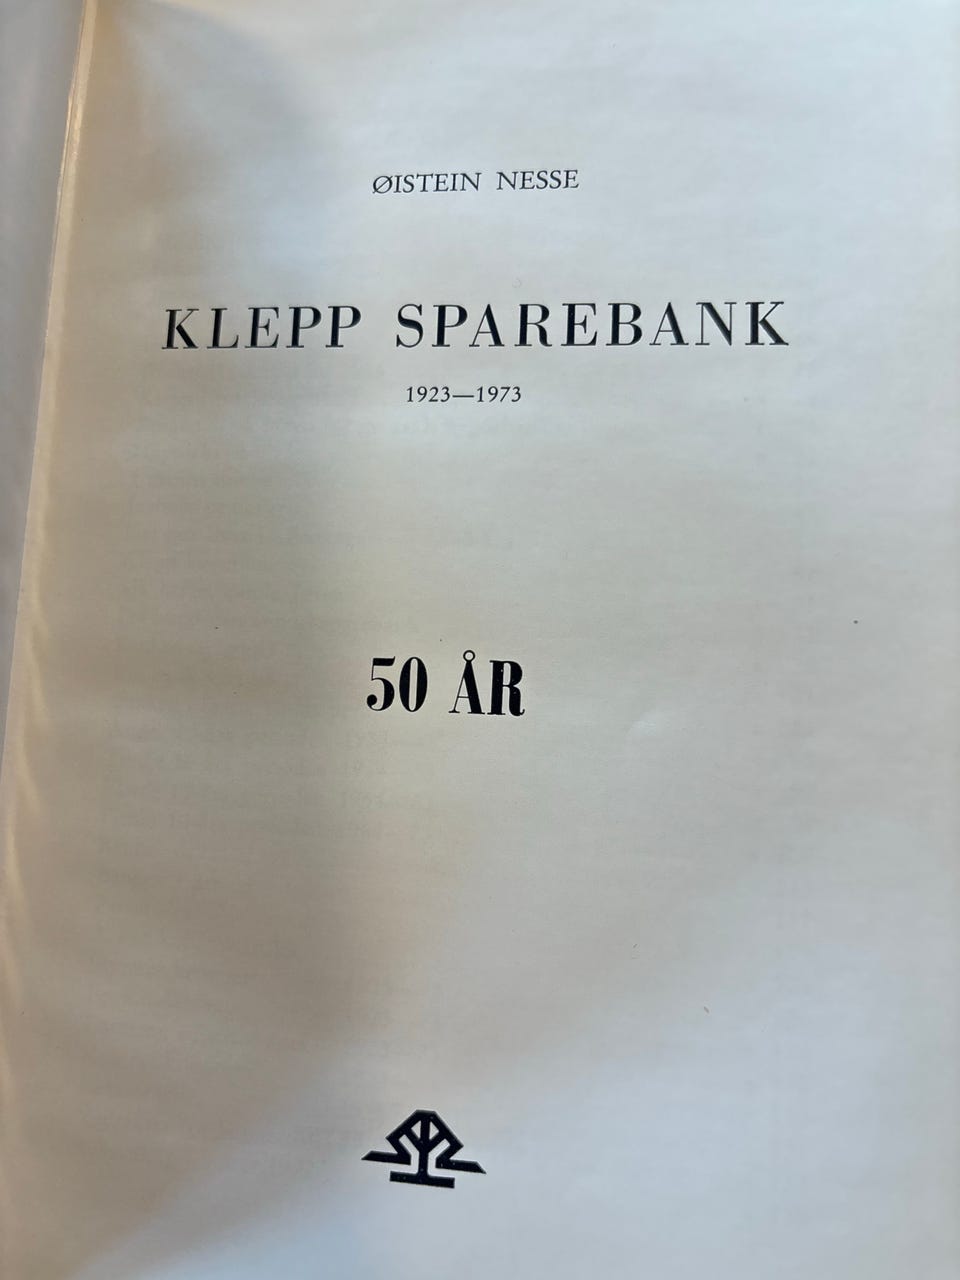 ØISTEIN NESSE
KLEPP SPAREBANK
1923—1973
50 ÅR